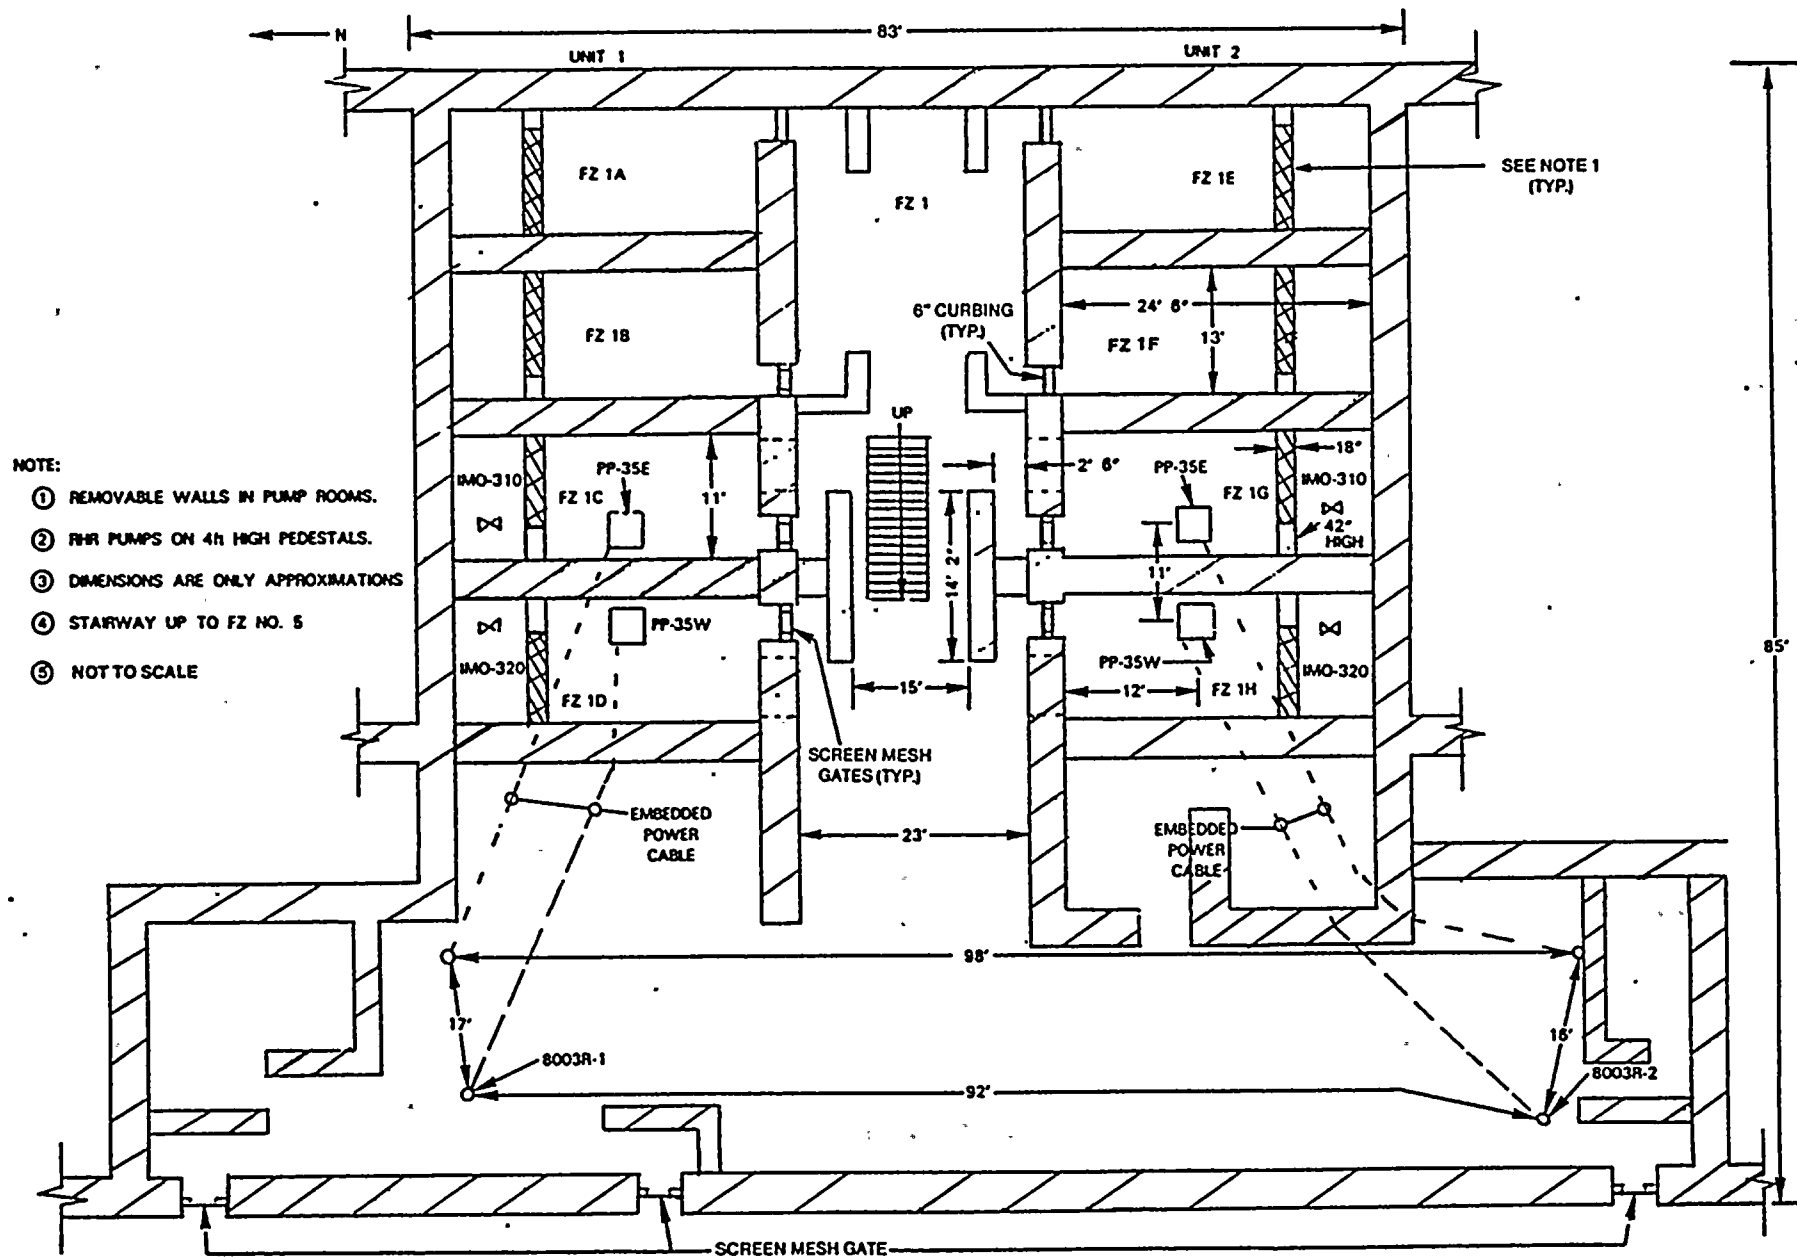 N
83'
UNIT 1
UNIT 2
FZ 1A
FZ 1
FZ 1E
SEE NOTE 1
(TYP.)
FZ 1B
6" CURBING
(TYP.)
24' 6"
13'
FZ 1F
UP
NOTE:
① REMOVABLE WALLS IN PUMP ROOMS.
② RHR PUMPS ON 4h HIGH PEDESTALS.
③ DIMENSIONS ARE ONLY APPROXIMATIONS
④ STAIRWAY UP TO FZ NO. 5
⑤ NOT TO SCALE
IMO-310
FZ 1C
PP-35E
11'
2' 6"
PP-35E
FZ 1G
18"
IMO-310
42"
HIGH
14' 2"
11'
IMO-320
PP-35W
FZ 1D
15'
PP-35W
12'
FZ 1H
IMO-320
85'
SCREEN MESH
GATES (TYP.)
EMBEDDED
POWER
CABLE
23'
EMBEDDED
POWER
CABLE
98'
17'
16'
8003R-1
8003R-2
92'
SCREEN MESH GATE